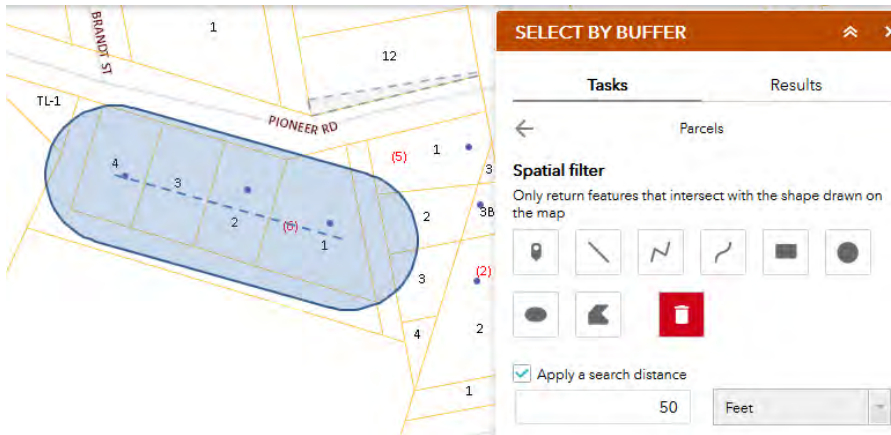 BRANDT ST
1
12
TL-1
PIONEER RD
(5)
1
3
4
3
2
(6)
1
2
3B
3
(2)
4
2
1
SELECT BY BUFFER
Tasks Results
Parcels
Spatial filter
Only return features that intersect with the shape drawn on
the map
Apply a search distance
50 Feet